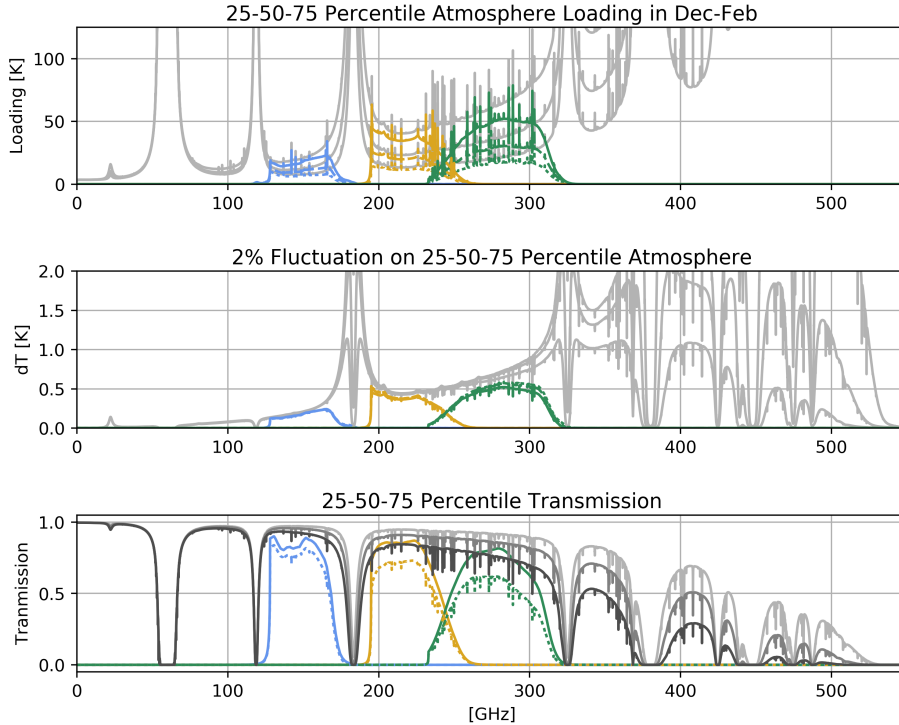 25-50-75 Percentile Atmosphere Loading in Dec-Feb
Loading [K]
100
50
0
0 100 200 300 400 500
2% Fluctuation on 25-50-75 Percentile Atmosphere
dT [K]
2.0
1.5
1.0
0.5
0.0
0 100 200 300 400 500
25-50-75 Percentile Transmission
Tranmission
1.0
0.5
0.0
0 100 200 300 400 500
[GHz]